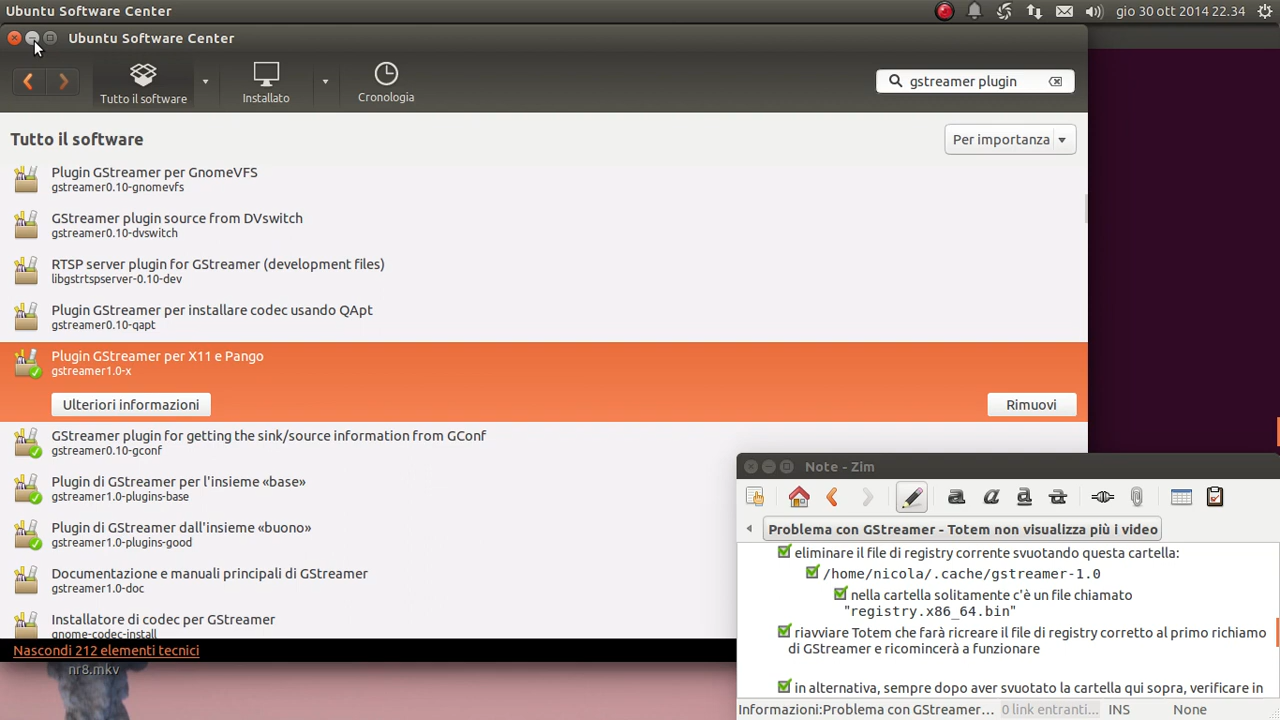 Ubuntu Software Center
gio 30 ott 2014 22.34
Ubuntu Software Center
Tutto il software
Installato
Cronologia
gstreamer plugin
Tutto il software
Per importanza
Plugin GStreamer per GnomeVFS
gstreamer0.10-gnomevfs
GStreamer plugin source from DVswitch
gstreamer0.10-dvswitch
RTSP server plugin for GStreamer (development files)
libgstrtspserver-0.10-dev
Plugin GStreamer per installare codec usando QApt
gstreamer0.10-qapt
Plugin GStreamer per X11 e Pango
gstreamer1.0-x
Ulteriori informazioni
Rimuovi
GStreamer plugin for getting the sink/source information from GConf
gstreamer0.10-gconf
Plugin di GStreamer per l'insieme «base»
gstreamer1.0-plugins-base
Plugin di GStreamer dall'insieme «buono»
gstreamer1.0-plugins-good
Documentazione e manuali principali di GStreamer
gstreamer1.0-doc
Installatore di codec per GStreamer
gnome-codec-install
Nascondi 212 elementi tecnici
nr8.mkv
Note - Zim
Problema con GStreamer - Totem non visualizza più i video
eliminare il file di registry corrente svuotando questa cartella:
/home/nicola/.cache/gstreamer-1.0
nella cartella solitamente c'è un file chiamato
"registry.x86_64.bin"
riavviare Totem che farà ricreare il file di registry corretto al primo richiamo
di GStreamer e ricomincerà a funzionare
in alternativa, sempre dopo aver svuotato la cartella qui sopra, verificare in
Informazioni:Problema con GStreamer...
0 link entranti...
INS
None